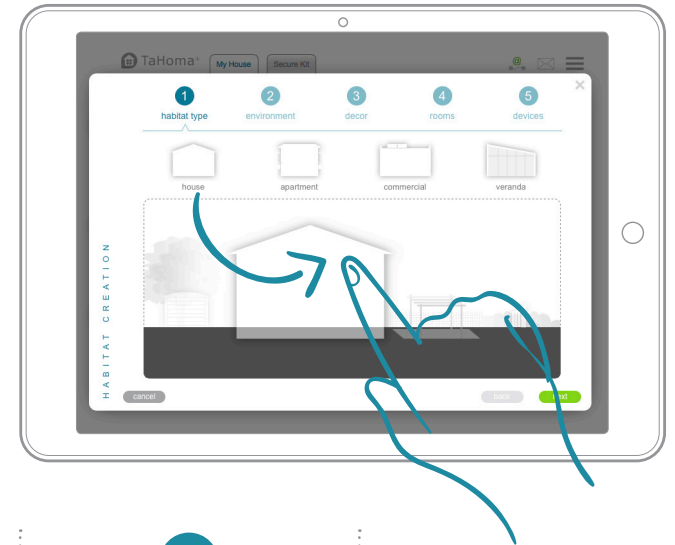 TaHoma®
My House
Secure Kit
@
1
2
3
4
5
habitat type
environment
decor
rooms
devices
house
apartment
commercial
veranda
HABITAT CREATION
cancel
back
next